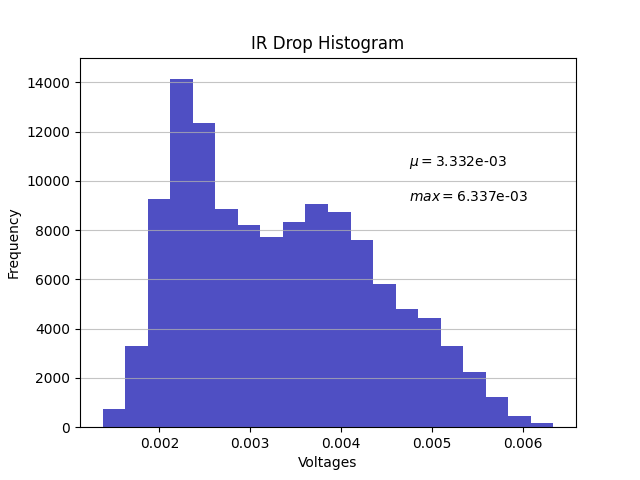 IR Drop Histogram
14000
12000
10000
8000
6000
4000
2000
0
Frequency
μ = 3.332e-03
max = 6.337e-03
0.002 0.003 0.004 0.005 0.006
Voltages